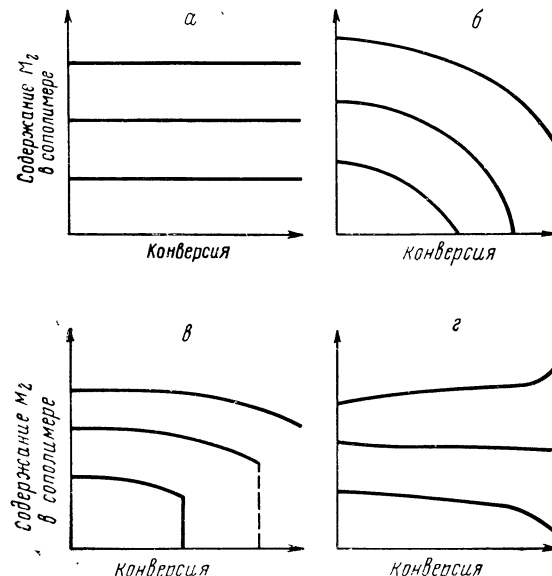 а
б
Содержание M2
в сополимере
Конверсия
Конверсия
в
г
Содержание M2
в сополимере
Конверсия
Конверсия